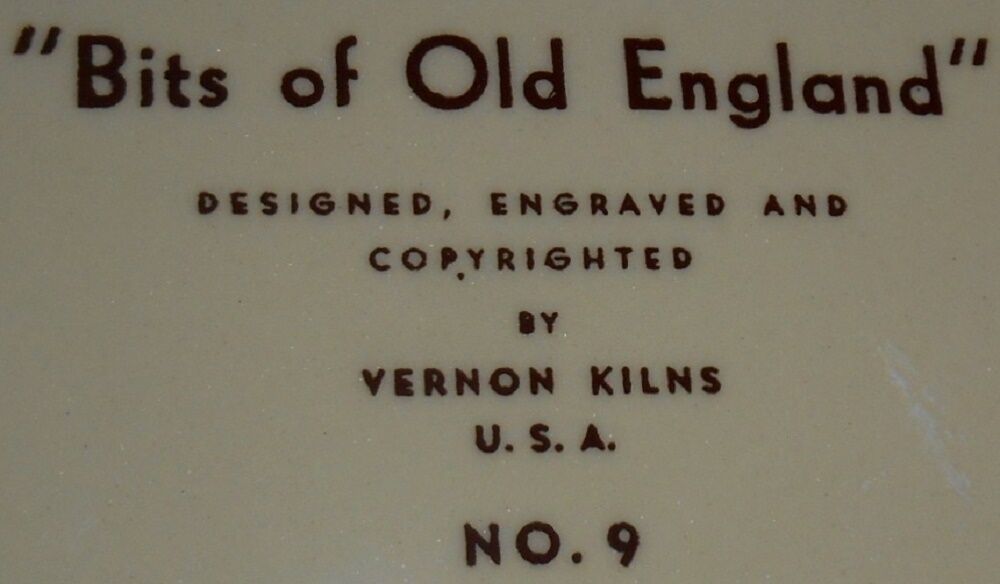 "Bits of Old England"
DESIGNED, ENGRAVED AND
COPYRIGHTED
BY
VERNON KILNS
U. S. A.
NO. 9